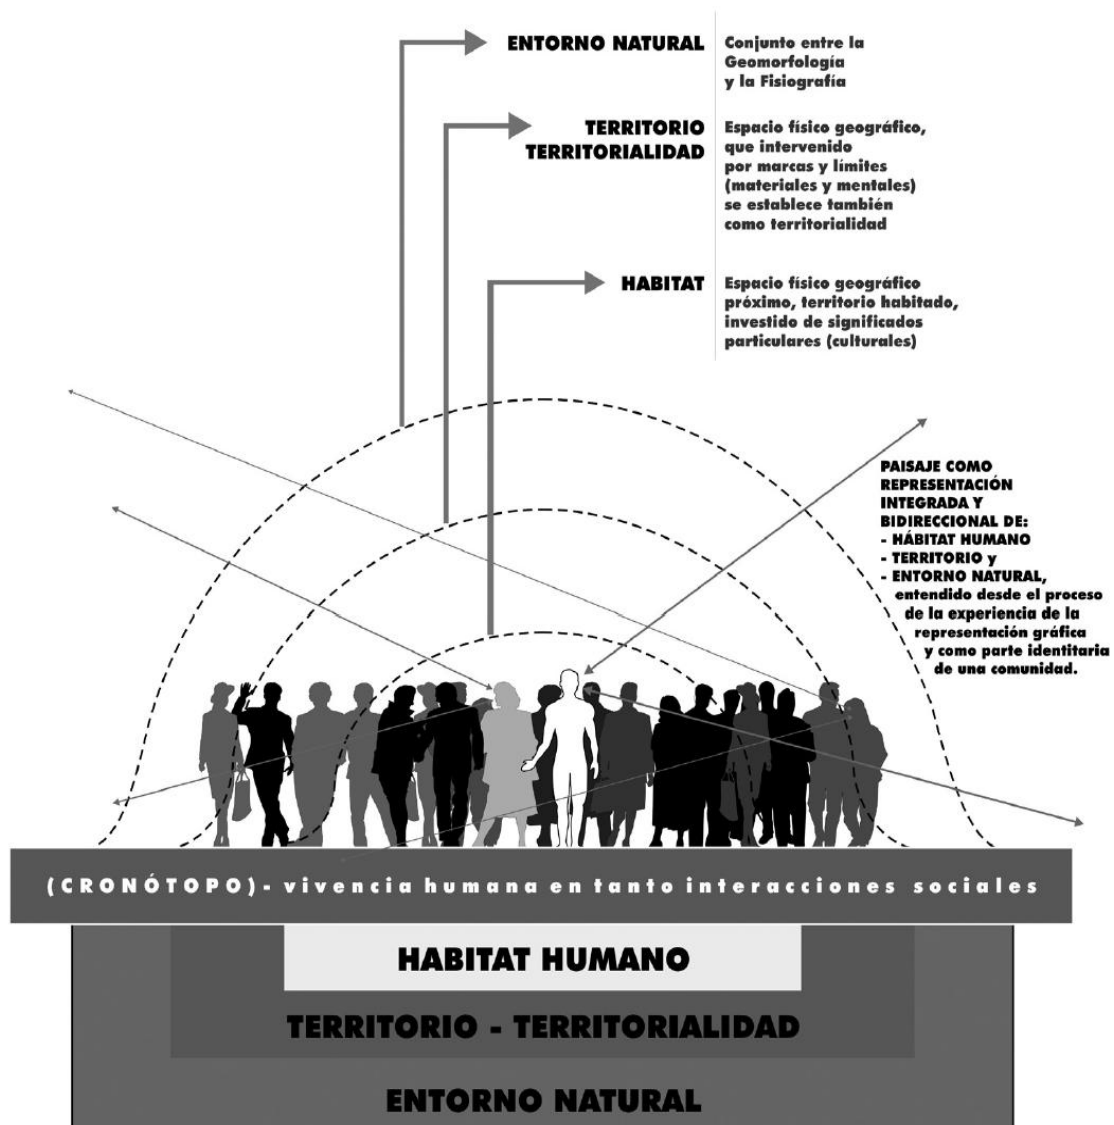 ENTORNO NATURAL
Conjunto entre la
Geomorfología
y la Fisiografía
TERRITORIO
TERRITORIALIDAD
Espacio físico geográfico,
que intervenido
por marcas y límites
(materiales y mentales)
se establece también
como territorialidad
HABITAT
Espacio físico geográfico
próximo, territorio habitado,
investido de significados
particulares (culturales)
PAISAJE COMO
REPRESENTACIÓN
INTEGRADA Y
BIDIRECCIONAL DE:
- HÁBITAT HUMANO
- TERRITORIO y
- ENTORNO NATURAL,
entendido desde el proceso
de la experiencia de la
representación gráfica
y como parte identitaria
de una comunidad.
(CRONÓTOPO) - vivencia humana en tanto interacciones sociales
HABITAT HUMANO
TERRITORIO - TERRITORIALIDAD
ENTORNO NATURAL